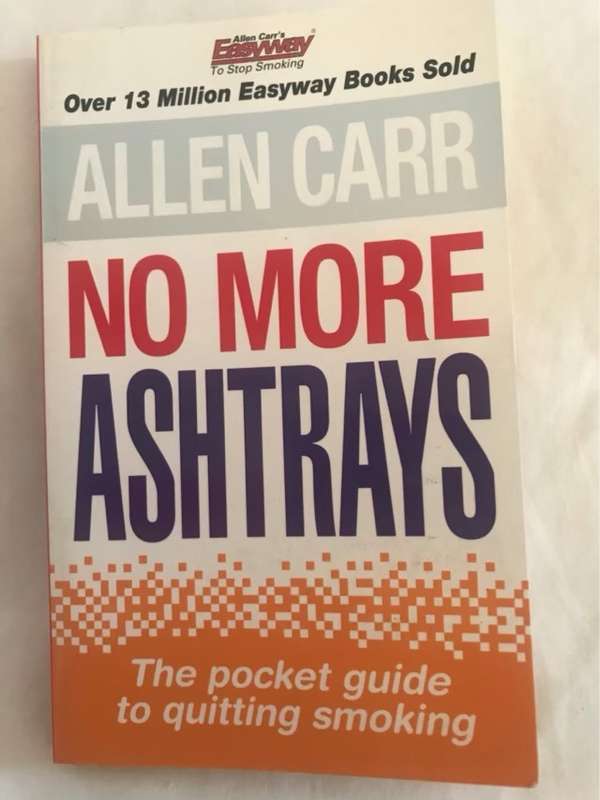 Allen Carr's
EASYWAY®
To Stop Smoking
Over 13 Million Easyway Books Sold
ALLEN CARR
NO MORE
ASHTRAYS
The pocket guide
to quitting smoking